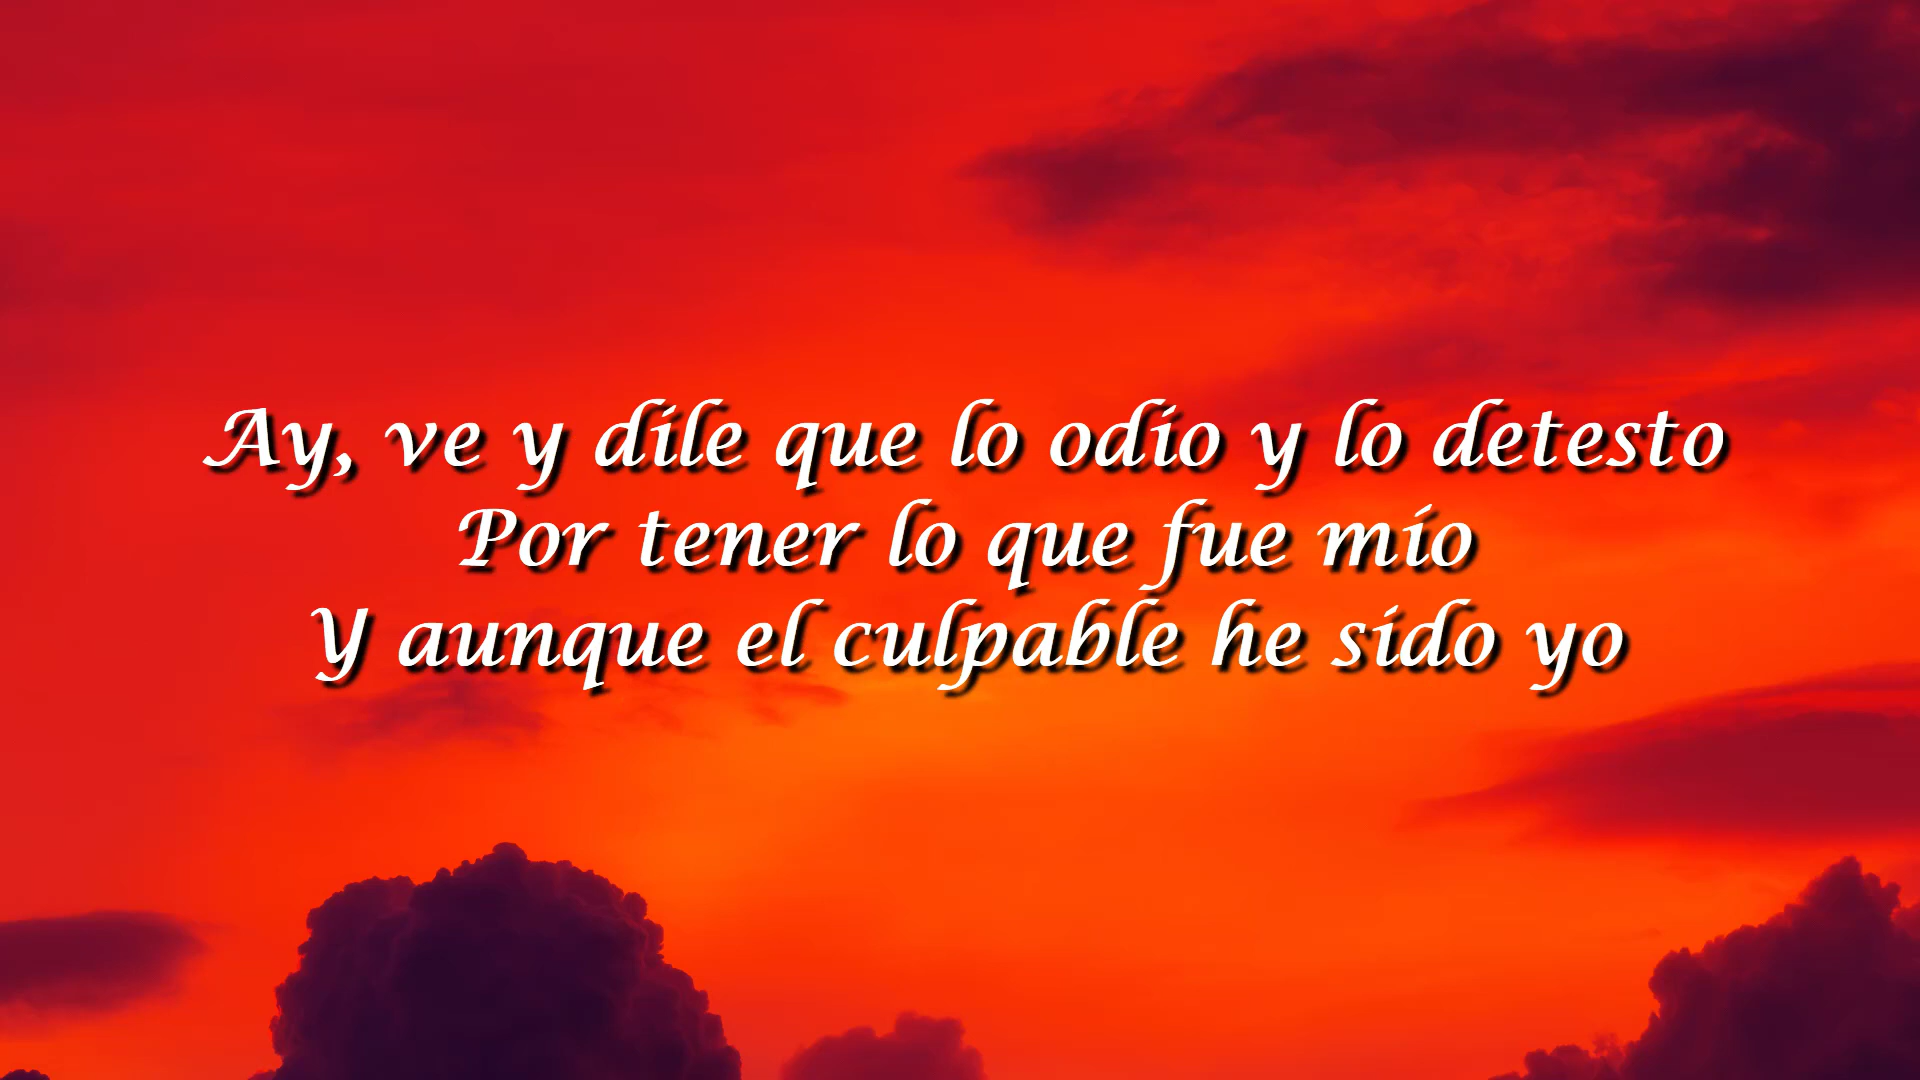 Ay, ve y dile que lo odio y lo detesto
Por tener lo que fue mío
Y aunque el culpable he sido yo